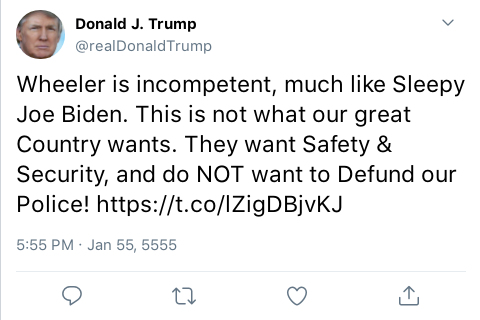 Donald J. Trump
@realDonaldTrump
Wheeler is incompetent, much like Sleepy
Joe Biden. This is not what our great
Country wants. They want Safety &
Security, and do NOT want to Defund our
Police! https://t.co/lZigDBjvKJ
5:55 PM · Jan 55, 5555